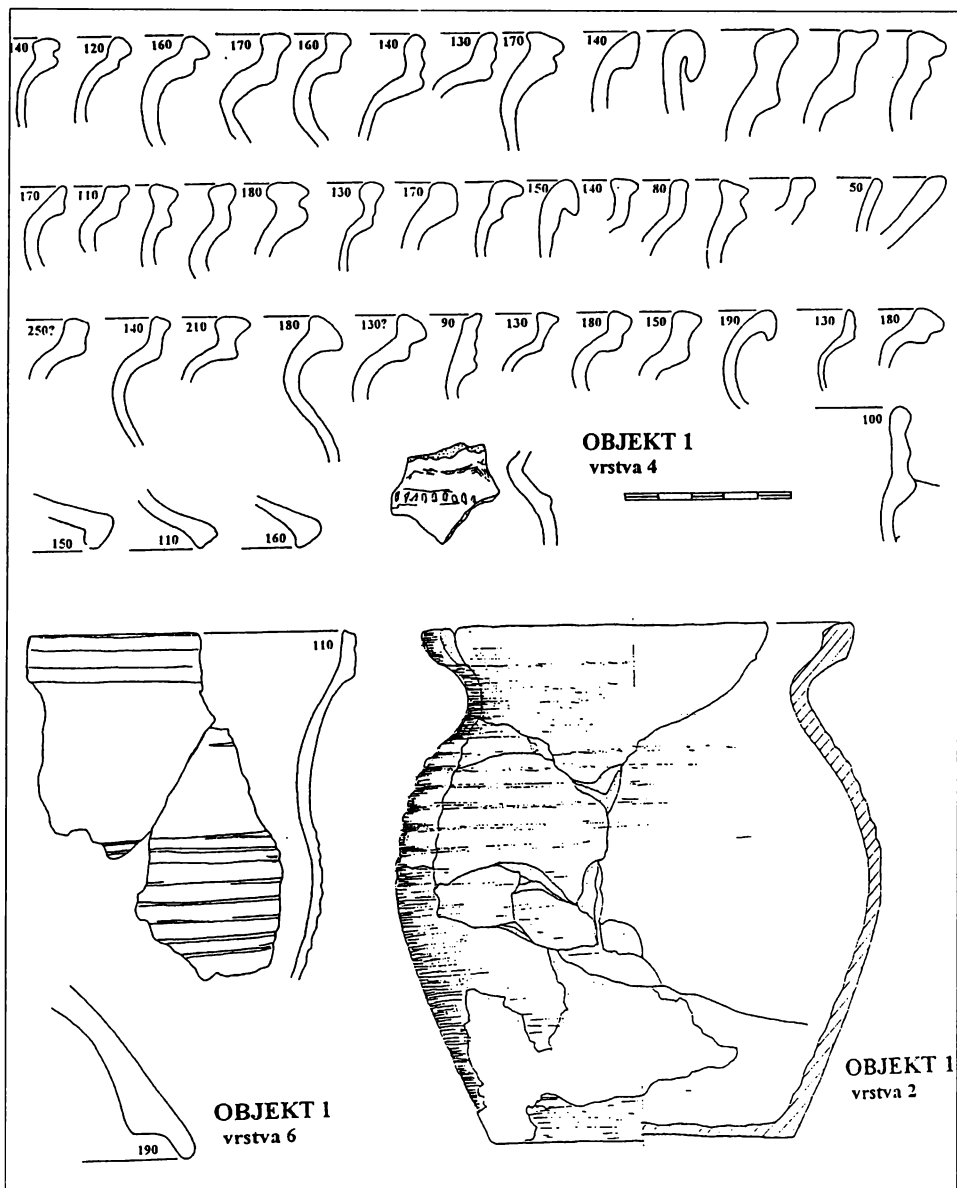 140 120 160 170 160 140 130 170 140
170 110 180 130 170 150 140 80 50
250? 140 210 180 130? 90 130 180 150 190 130 180
100
OBJEKT 1
vrstva 4
150 110 160
110
OBJEKT 1
vrstva 2
OBJEKT 1
vrstva 6
190